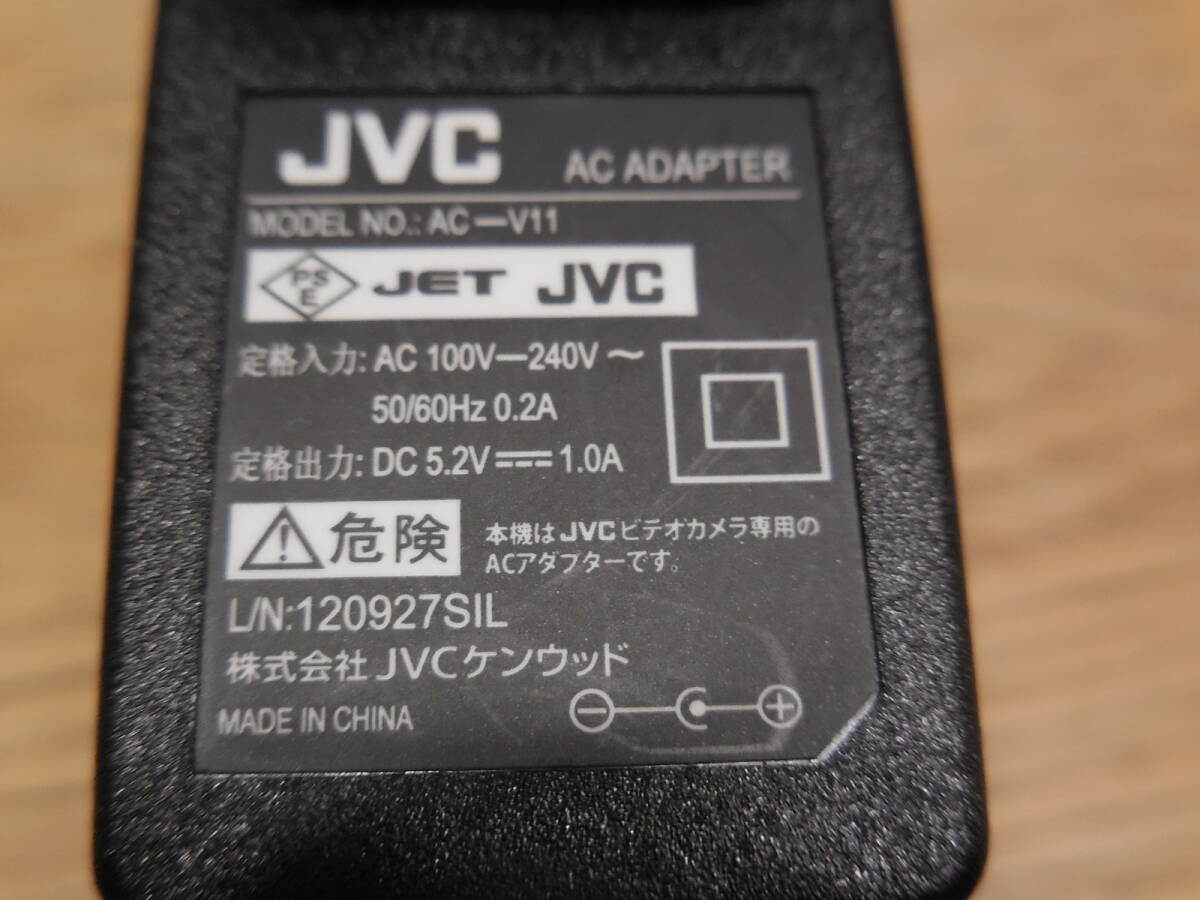 JVC AC ADAPTER
MODEL NO.: AC—V11
PSE JET JVC
定格入力: AC 100V—240V ～
50/60Hz 0.2A
定格出力: DC 5.2V⎓1.0A
危険 本機はJVCビデオカメラ専用の
ACアダプターです。
L/N:120927SIL
株式会社JVCケンウッド
MADE IN CHINA